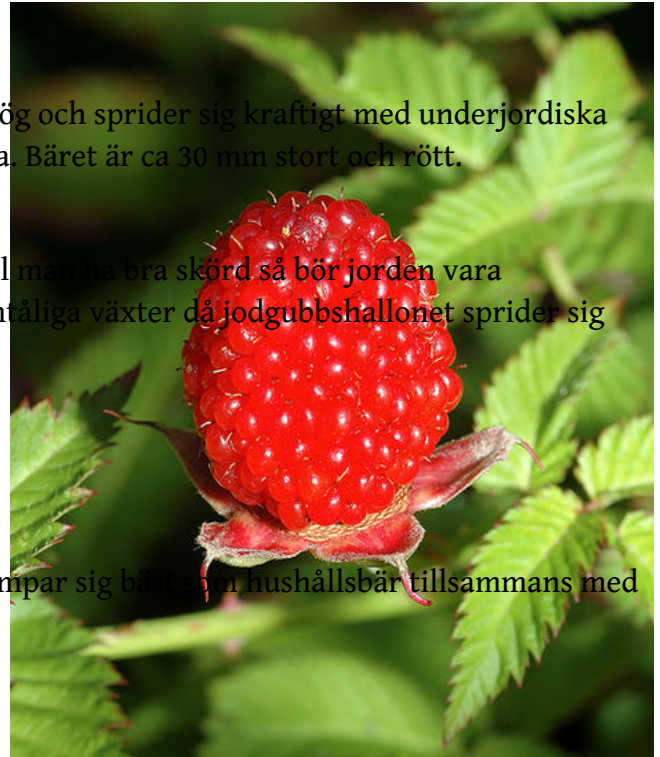 ög och sprider sig kraftigt med underjordiska
a. Bäret är ca 30 mm stort och rött.
l man ha bra skörd så bör jorden vara
ntåliga växter då jodgubbshallonet sprider sig
mpar sig bäst som hushållsbär tillsammans med